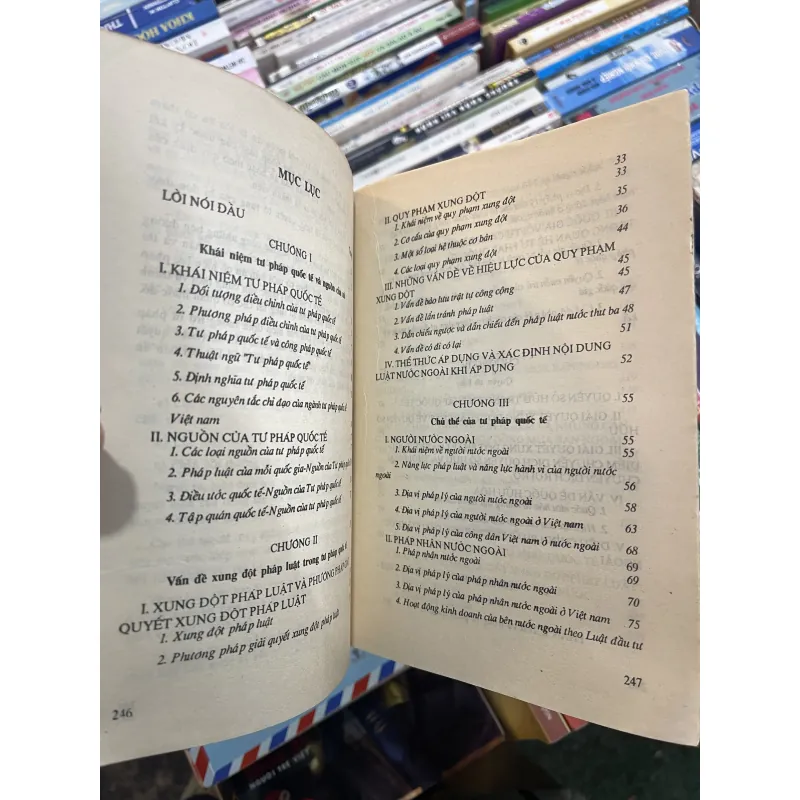 MỤC LỤC
LỜI NÓI ĐẦU
CHƯƠNG I
Khái niệm tư pháp quốc tế và nguồn của
I. KHÁI NIỆM TƯ PHÁP QUỐC TẾ
1. Đối tượng điều chỉnh của tư pháp quốc tế
2. Phương pháp điều chỉnh của tư pháp quốc tế
3. Tư pháp quốc tế và công pháp quốc tế
4. Thuật ngữ "Tư pháp quốc tế"
5. Định nghĩa tư pháp quốc tế
6. Các nguyên tắc chỉ đạo của ngành tư pháp quốc tế
Việt nam
II. NGUỒN CỦA TƯ PHÁP QUỐC TẾ
1. Các loại nguồn của tư pháp quốc tế
2. Pháp luật của mỗi quốc gia-Nguồn của Tư pháp
3. Điều ước quốc tế-Nguồn của Tư pháp quốc tế
4. Tập quán quốc tế-Nguồn của Tư pháp quốc tế
CHƯƠNG II
Vấn đề xung đột pháp luật trong tư pháp quốc tế
I. XUNG ĐỘT PHÁP LUẬT VÀ PHƯƠNG PHÁP GIẢI
QUYẾT XUNG ĐỘT PHÁP LUẬT
1. Xung đột pháp luật
2. Phương pháp giải quyết xung đột pháp luật
246
33
II. QUY PHẠM XUNG ĐỘT 33
1. Khái niệm về quy phạm xung đột 35
2. Cơ cấu của quy phạm xung đột 36
3. Một số loại hệ thuộc cơ bản 44
4. Các loại quy phạm xung đột
III. NHỮNG VẤN ĐỀ VỀ HIỆU LỰC CỦA QUY PHẠM 45
XUNG ĐỘT 45
1. Vấn đề bảo lưu trật tự công cộng 47
2. Vấn đề lẩn tránh pháp luật
3. Dẫn chiếu ngược và dẫn chiếu đến pháp luật nước thứ ba 48
4. Vấn đề có đi có lại 51
IV. THỂ THỨC ÁP DỤNG VÀ XÁC ĐỊNH NỘI DUNG
LUẬT NƯỚC NGOÀI KHI ÁP DỤNG 52
CHƯƠNG III 55
Chủ thể của tư pháp quốc tế
I. NGƯỜI NƯỚC NGOÀI 55
1. Khái niệm về người nước ngoài 55
2. Năng lực pháp luật và năng lực hành vi của người nước
ngoài 56
3. Địa vị pháp lý của người nước ngoài 58
4. Địa vị pháp lý của người nước ngoài ở Việt nam 63
5. Địa vị pháp lý của công dân Việt nam ở nước ngoài 68
II. PHÁP NHÂN NƯỚC NGOÀI 69
1. Pháp nhân nước ngoài 69
2. Địa vị pháp lý của pháp nhân nước ngoài 70
3. Địa vị pháp lý của pháp nhân nước ngoài ở Việt nam 75
4. Hoạt động kinh doanh của bên nước ngoài theo Luật đầu tư
247